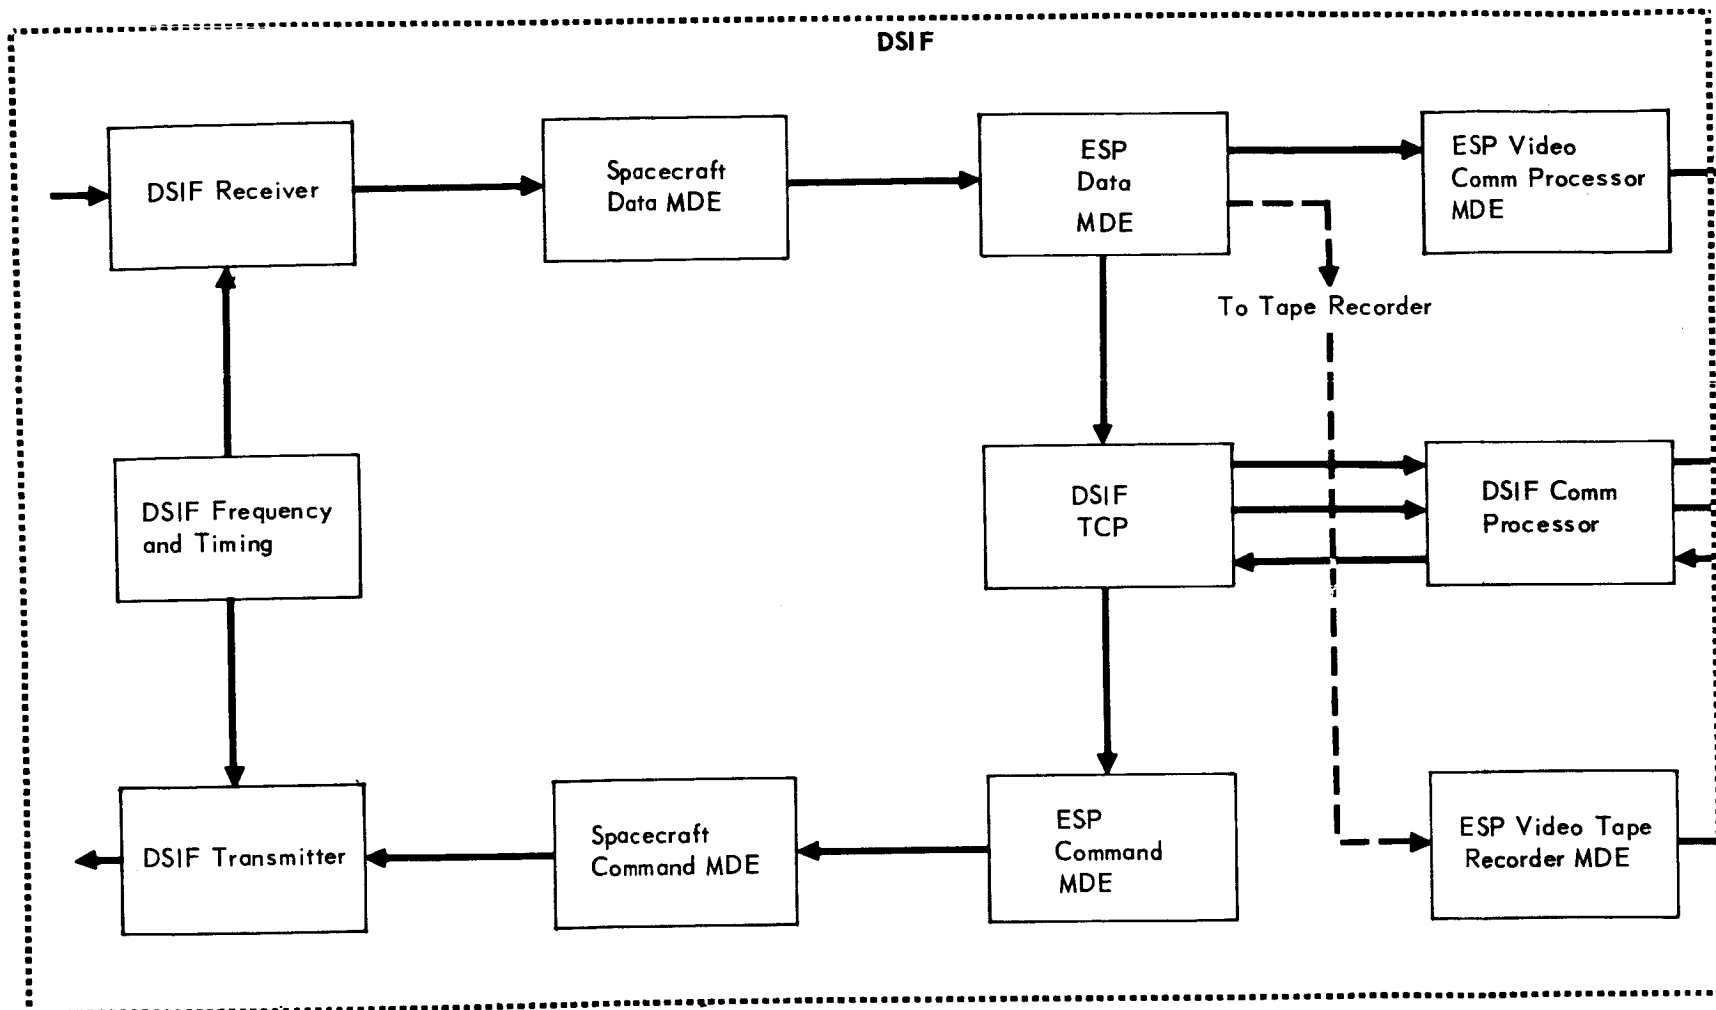 DSIF
DSIF Receiver
Spacecraft
Data MDE
ESP
Data
MDE
ESP Video
Comm Processor
MDE
To Tape Recorder
DSIF Frequency
and Timing
DSIF
TCP
DSIF Comm
Processor
DSIF Transmitter
Spacecraft
Command MDE
ESP
Command
MDE
ESP Video Tape
Recorder MDE